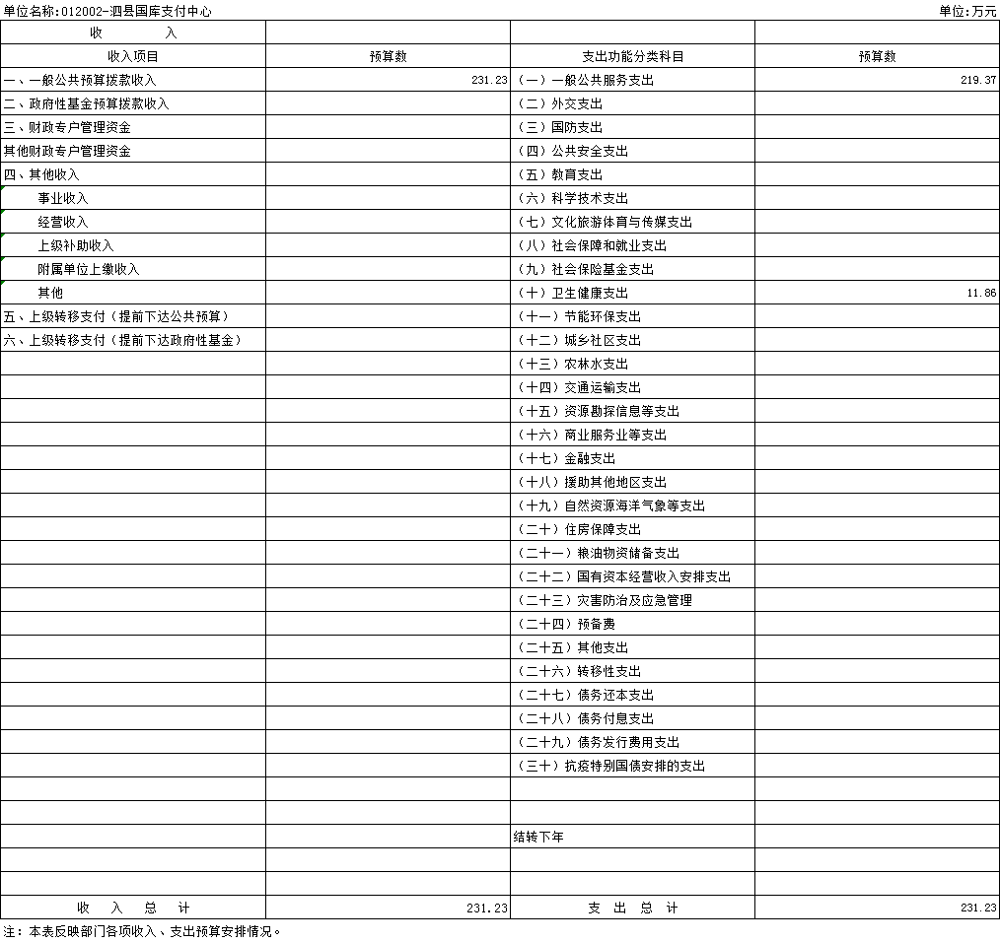 单位名称:012002-泗县国库支付中心 单位:万元
收 入
收入项目 预算数 支出功能分类科目 预算数
一、一般公共预算拨款收入 231.23 (一)一般公共服务支出 219.37
二、政府性基金预算拨款收入 (二)外交支出
三、财政专户管理资金 (三)国防支出
其他财政专户管理资金 (四)公共安全支出
四、其他收入 (五)教育支出
事业收入 (六)科学技术支出
经营收入 (七)文化旅游体育与传媒支出
上级补助收入 (八)社会保障和就业支出
附属单位上缴收入 (九)社会保险基金支出
其他 (十)卫生健康支出 11.86
五、上级转移支付(提前下达公共预算) (十一)节能环保支出
六、上级转移支付(提前下达政府性基金) (十二)城乡社区支出
(十三)农林水支出
(十四)交通运输支出
(十五)资源勘探信息等支出
(十六)商业服务业等支出
(十七)金融支出
(十八)援助其他地区支出
(十九)自然资源海洋气象等支出
(二十)住房保障支出
(二十一)粮油物资储备支出
(二十二)国有资本经营收入安排支出
(二十三)灾害防治及应急管理
(二十四)预备费
(二十五)其他支出
(二十六)转移性支出
(二十七)债务还本支出
(二十八)债务付息支出
(二十九)债务发行费用支出
(三十)抗疫特别国债安排的支出
结转下年
收 入 总 计 231.23 支 出 总 计 231.23
注:本表反映部门各项收入、支出预算安排情况。